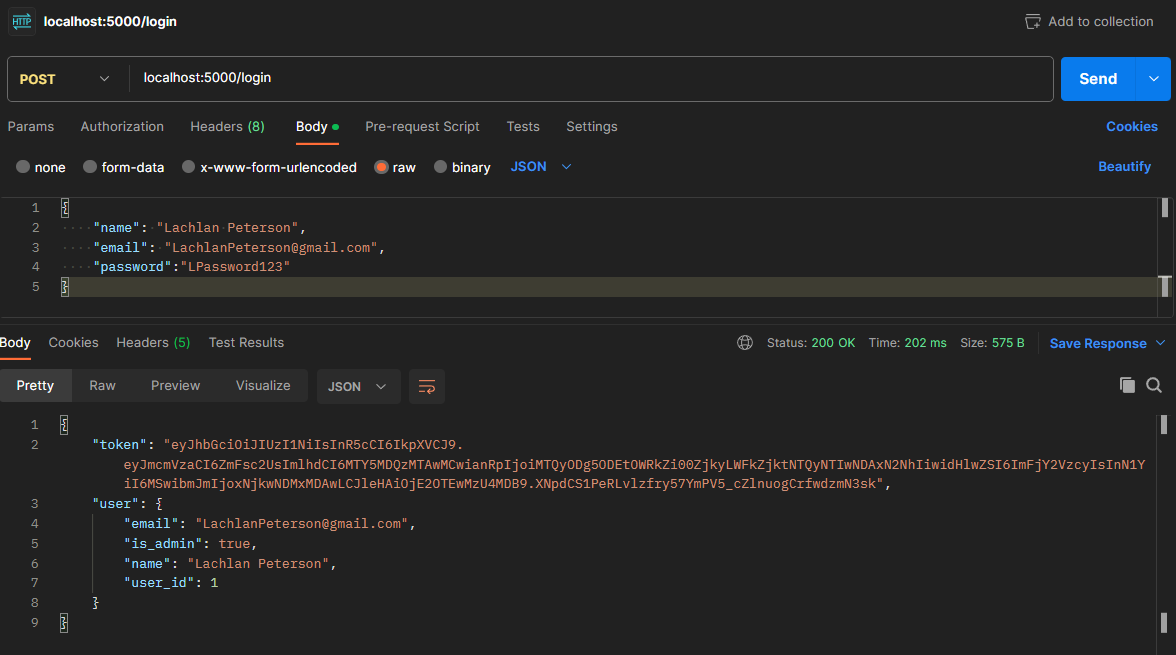 HTTP localhost:5000/login Add to collection
POST localhost:5000/login Send
Params Authorization Headers (8) Body Pre-request Script Tests Settings Cookies
none form-data x-www-form-urlencoded raw binary JSON Beautify
1 {
2 "name": "Lachlan Peterson",
3 "email": "LachlanPeterson@gmail.com",
4 "password":"LPassword123"
5 }
Body Cookies Headers (5) Test Results Status: 200 OK Time: 202 ms Size: 575 B Save Response
Pretty Raw Preview Visualize JSON
1 {
2 "token": "eyJhbGciOiJIUzI1NiIsInR5cCI6IkpXVCJ9.
eyJmcmVzaCI6ZmFsc2UsImlhdCI6MTY5MDQzMTAwMCwianRpIjoiMTQyODg5ODEtOWRkZi00ZjkyLWFkZjktNTQyNTIwNDAxN2NhIiwidHlwZSI6ImFjY2VzcyIsInN1Y
iI6MSwibmJmIjoxNjkwNDMxMDAwLCJleHAiOjE2OTEwMzU4MDB9.XNpdCS1PeRLvlzfry57YmPV5_cZlnuogCrfwdzmN3sk",
3 "user": {
4 "email": "LachlanPeterson@gmail.com",
5 "is_admin": true,
6 "name": "Lachlan Peterson",
7 "user_id": 1
8 }
9 }